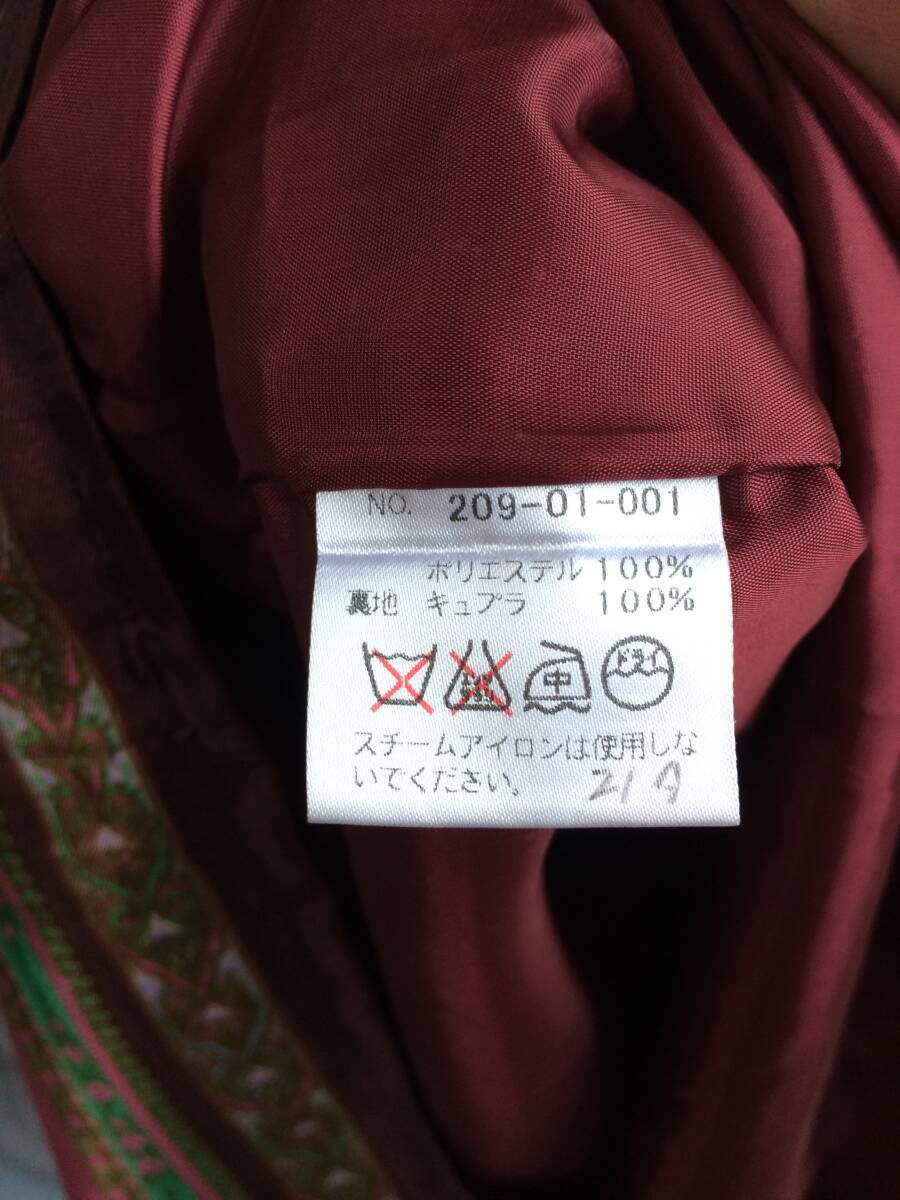 NO. 209-01-001
ポリエステル 100%
裏地 キュプラ 100%
中 ドライ
スチームアイロンは使用しな
いでください。 21